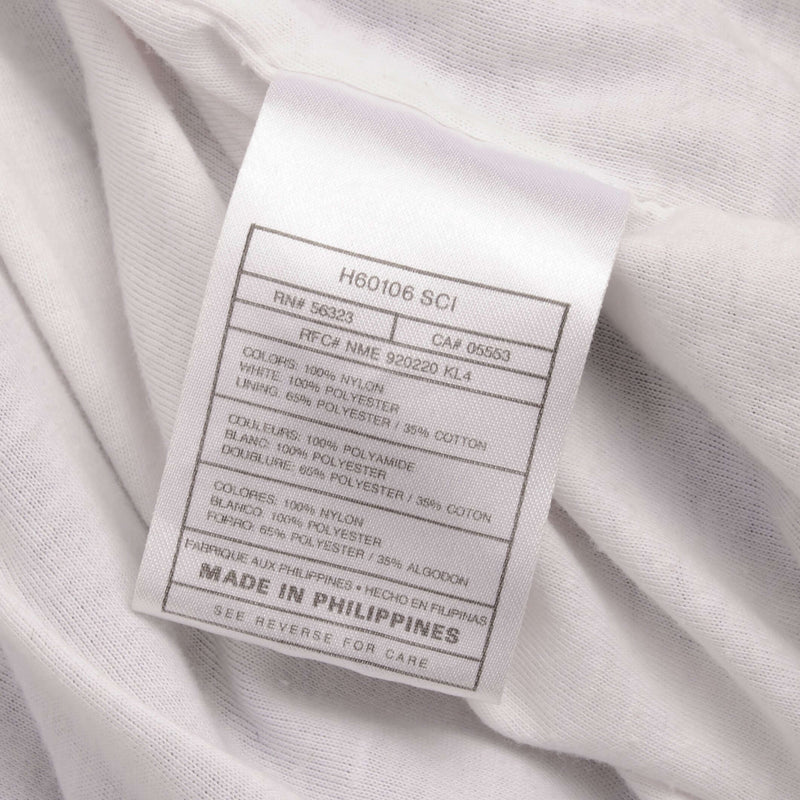 H60106 SCI
RN# 56323
CA# 05553
RFC# NME 920220 KL4
COLORS: 100% NYLON
WHITE: 100% POLYESTER
LINING: 65% POLYESTER / 35% COTTON
COULEURS: 100% POLYAMIDE
BLANC: 100% POLYESTER
DOUBLURE: 65% POLYESTER / 35% COTON
COLORES: 100% NYLON
BLANCO: 100% POLYESTER
FORRO: 65% POLYESTER / 35% ALGODON
FABRIQUE AUX PHILIPPINES • HECHO EN FILIPINAS
MADE IN PHILIPPINES
SEE REVERSE FOR CARE